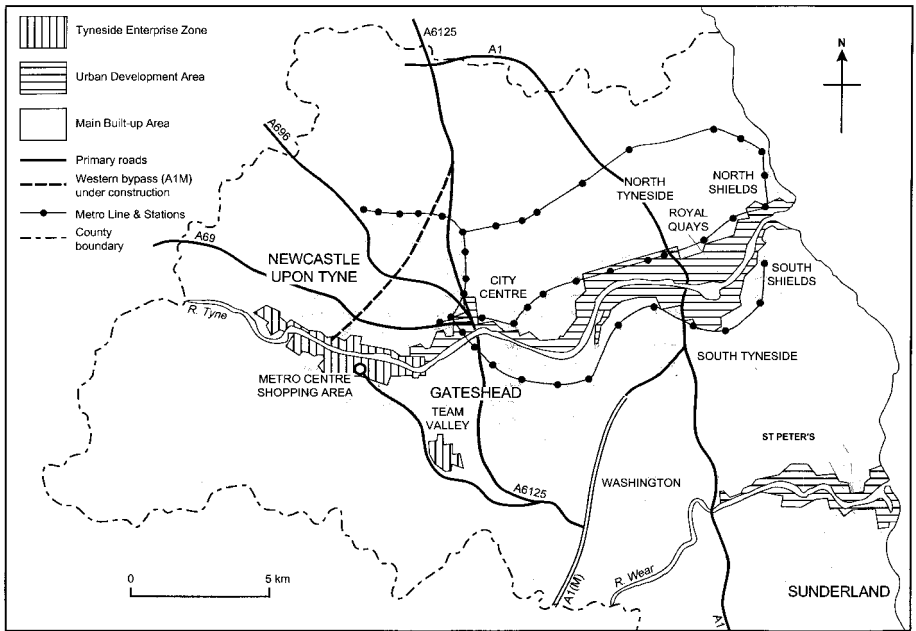 Tyneside Enterprise Zone
Urban Development Area
Main Built-up Area
Primary roads
Western bypass (A1M)
under construction
Metro Line & Stations
County
boundary
A6125
A1
N
A696
A69
NORTH
TYNESIDE
NORTH
SHIELDS
ROYAL
QUAYS
NEWCASTLE
UPON TYNE
CITY
CENTRE
SOUTH
SHIELDS
R. Tyne
SOUTH TYNESIDE
METRO CENTRE
SHOPPING AREA
GATESHEAD
TEAM
VALLEY
ST PETER'S
WASHINGTON
A6125
R. Wear
A1(M)
A1
SUNDERLAND
0 5 km